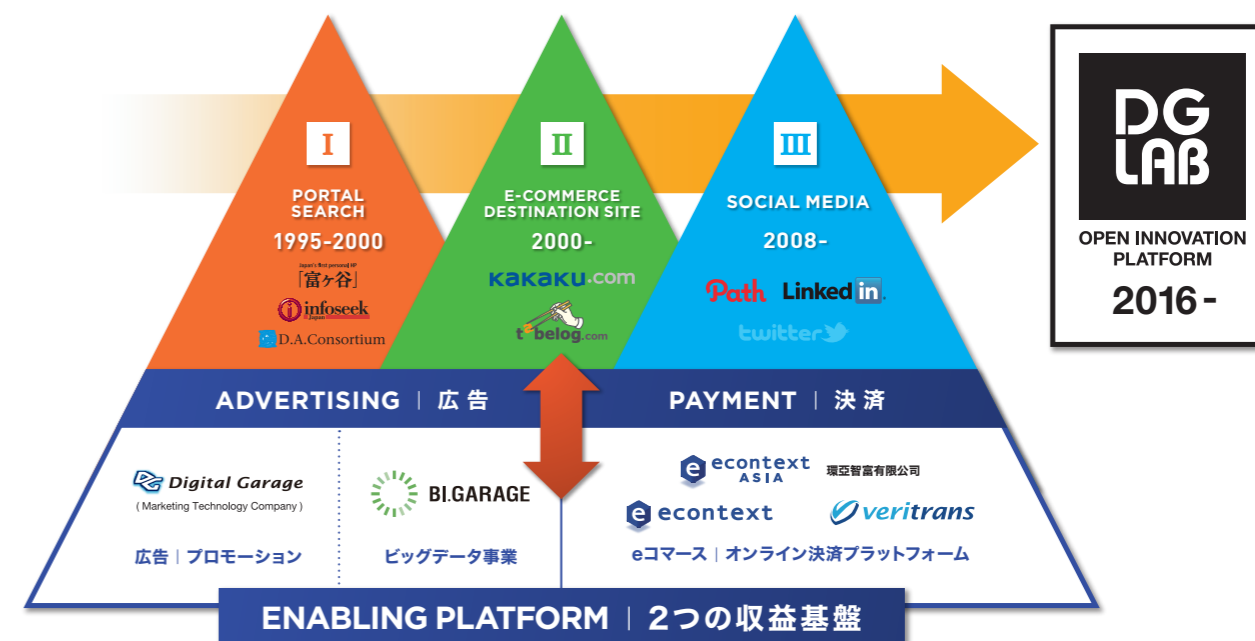 I
PORTAL
SEARCH
1995-2000
Japan's first personal HP
「富ヶ谷」
infoseek
Japan
D.A.Consortium
II
E-COMMERCE
DESTINATION SITE
2000-
KaKaKu.com
t2belog.com
III
SOCIAL MEDIA
2008-
Path LinkedIn
twitter
DG
LAB
OPEN INNOVATION
PLATFORM
2016 -
ADVERTISING | 広告
PAYMENT | 決済
Digital Garage
( Marketing Technology Company )
広告 | プロモーション
BI.GARAGE
ビッグデータ事業
econtext
ASIA
環亞智富有限公司
econtext
veritrans
eコマース | オンライン決済プラットフォーム
ENABLING PLATFORM | 2つの収益基盤